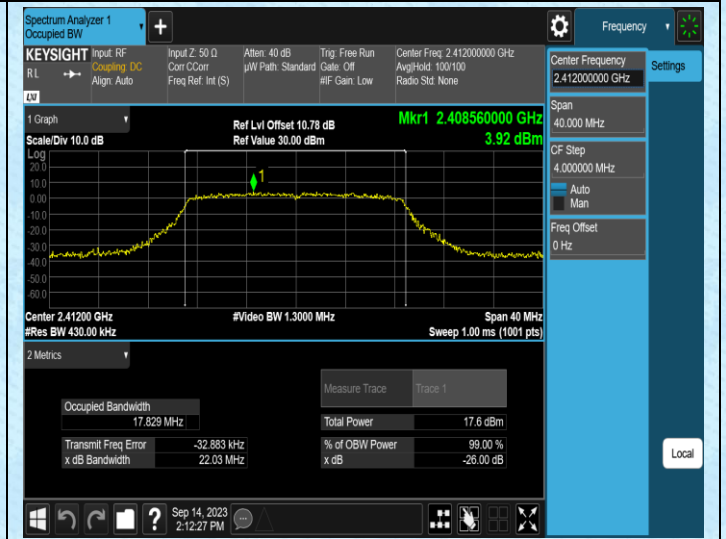 Spectrum Analyzer 1
Occupied BW
+
Frequency
KEYSIGHT
RL
LXI
Input: RF
Coupling: DC
Align: Auto
Input Z: 50 Ω
Corr CCorr
Freq Ref: Int (S)
Atten: 40 dB
µW Path: Standard
Trig: Free Run
Gate: Off
#IF Gain: Low
Center Freq: 2.412000000 GHz
Avg|Hold: 100/100
Radio Std: None
1 Graph
Scale/Div 10.0 dB
Ref Lvl Offset 10.78 dB
Ref Value 30.00 dBm
Mkr1 2.408560000 GHz
3.92 dBm
Log
20.0
10.0
0.00
-10.0
-20.0
-30.0
-40.0
-50.0
-60.0
1
Center 2.41200 GHz
#Res BW 430.00 kHz
#Video BW 1.3000 MHz
Span 40 MHz
Sweep 1.00 ms (1001 pts)
2 Metrics
Measure Trace
Trace 1
Occupied Bandwidth
17.829 MHz
Total Power
17.6 dBm
Transmit Freq Error
-32.883 kHz
% of OBW Power
99.00 %
x dB Bandwidth
22.03 MHz
x dB
-26.00 dB
Center Frequency
2.412000000 GHz
Settings
Span
40.000 MHz
CF Step
4.000000 MHz
Auto
Man
Freq Offset
0 Hz
Local
?
Sep 14, 2023
2:12:27 PM